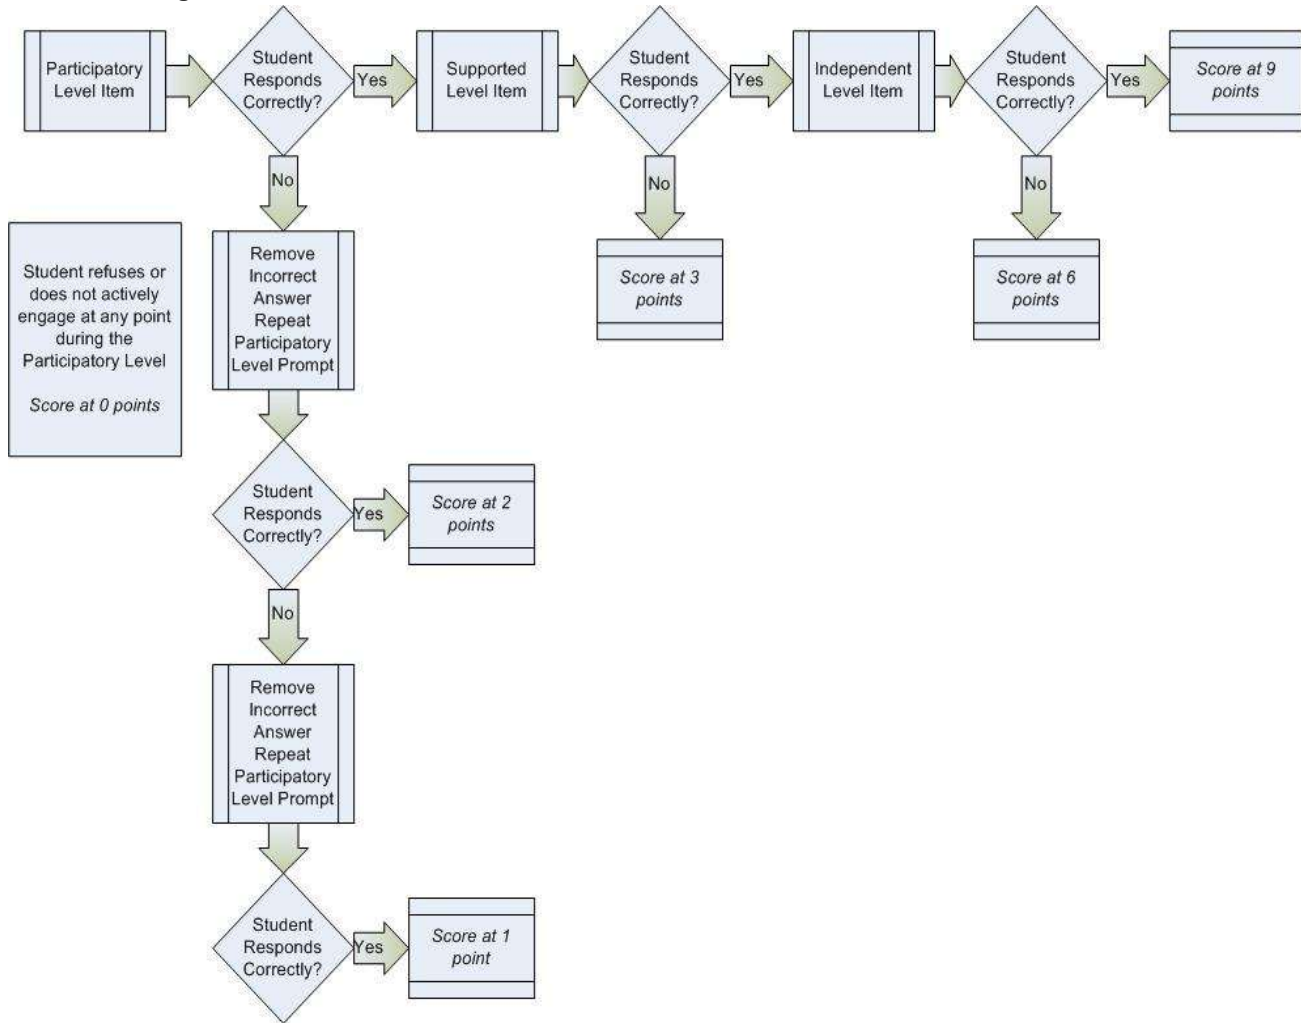 Participatory
Level Item
Student
Responds
Correctly?
Yes
Supported
Level Item
Student
Responds
Correctly?
Yes
Independent
Level Item
Student
Responds
Correctly?
Yes
Score at 9
points
No
No
No
Student refuses or
does not actively
engage at any point
during the
Participatory Level
Score at 0 points
Remove
Incorrect
Answer
Repeat
Participatory
Level Prompt
Score at 3
points
Score at 6
points
Student
Responds
Correctly?
Yes
Score at 2
points
No
Remove
Incorrect
Answer
Repeat
Participatory
Level Prompt
Student
Responds
Correctly?
Yes
Score at 1
point